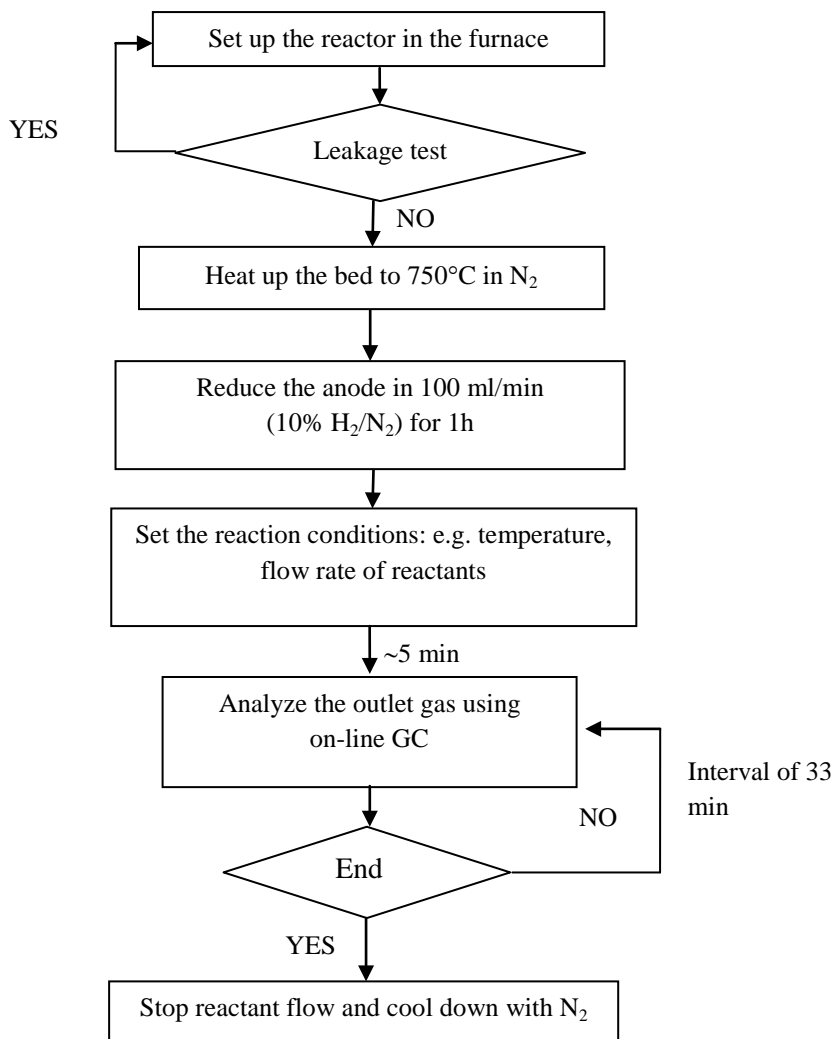 Set up the reactor in the furnace
YES
Leakage test
NO
Heat up the bed to 750°C in N₂
Reduce the anode in 100 ml/min
(10% H₂/N₂) for 1h
Set the reaction conditions: e.g. temperature,
flow rate of reactants
~5 min
Analyze the outlet gas using
on-line GC
Interval of 33
min
NO
End
YES
Stop reactant flow and cool down with N₂